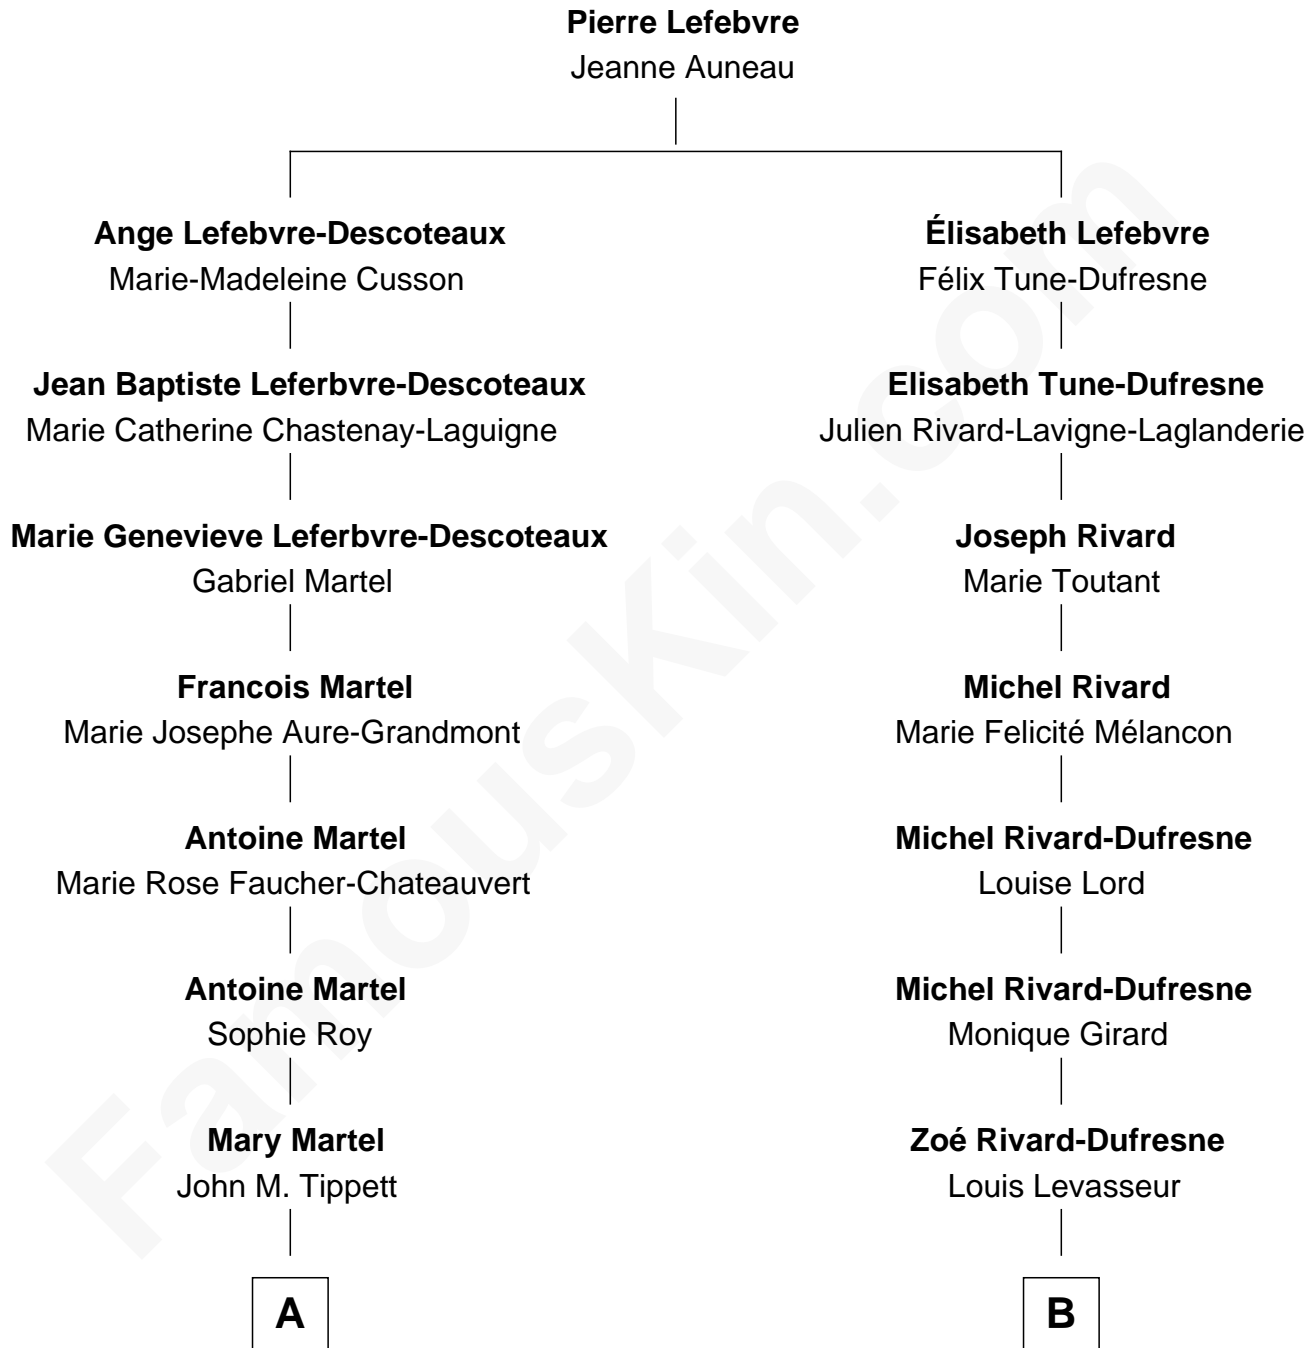 Pierre Lefebvre
Jeanne Auneau
Ange Lefebvre-Descoteaux
Marie-Madeleine Cusson
Jean Baptiste Leferbvre-Descoteaux
Marie Catherine Chastenay-Laguigne
Marie Genevieve Leferbvre-Descoteaux
Gabriel Martel
Francois Martel
Marie Josephe Aure-Grandmont
Antoine Martel
Marie Rose Faucher-Chateauvert
Antoine Martel
Sophie Roy
Mary Martel
John M. Tippett
A
Élisabeth Lefebvre
Félix Tune-Dufresne
Elisabeth Tune-Dufresne
Julien Rivard-Lavigne-Laglanderie
Joseph Rivard
Marie Toutant
Michel Rivard
Marie Felicité Mélancon
Michel Rivard-Dufresne
Louise Lord
Michel Rivard-Dufresne
Monique Girard
Zoé Rivard-Dufresne
Louis Levasseur
B
FamousKin.com